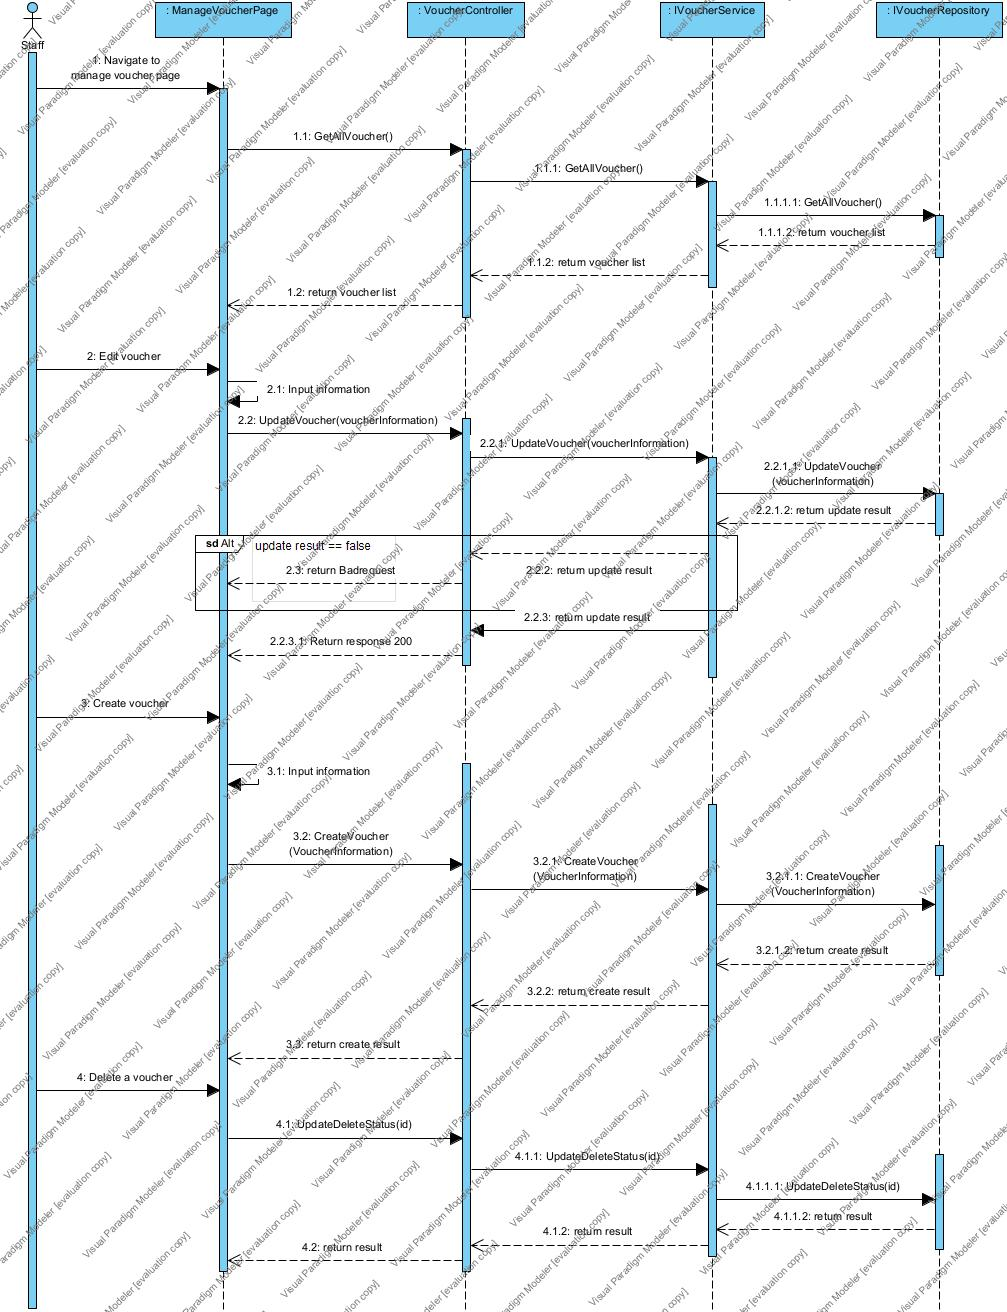 : ManageVoucherPage
: VoucherController
: IVoucherService
: IVoucherRepository
Staff
1: Navigate to
manage voucher page
1.1: GetAllVoucher()
1.1.1: GetAllVoucher()
1.1.1.1: GetAllVoucher()
1.1.1.2: return voucher list
1.1.2: return voucher list
1.2: return voucher list
2: Edit voucher
2.1: Input information
2.2: UpdateVoucher(voucherInformation)
2.2.1: UpdateVoucher(voucherInformation)
2.2.1.1: UpdateVoucher
(voucherInformation)
2.2.1.2: return update result
sd Alt
update result == false
2.3: return Badrequest
2.2.2: return update result
2.2.3: return update result
2.2.3.1: Return response 200
3: Create voucher
3.1: Input information
3.2: CreateVoucher
(VoucherInformation)
3.2.1: CreateVoucher
(VoucherInformation)
3.2.1.1: CreateVoucher
(VoucherInformation)
3.2.1.2: return create result
3.2.2: return create result
3.3: return create result
4: Delete a voucher
4.1: UpdateDeleteStatus(id)
4.1.1: UpdateDeleteStatus(id)
4.1.1.1: UpdateDeleteStatus(id)
4.1.1.2: return result
4.1.2: return result
4.2: return result
Visual Paradigm Modeler [evaluation copy]